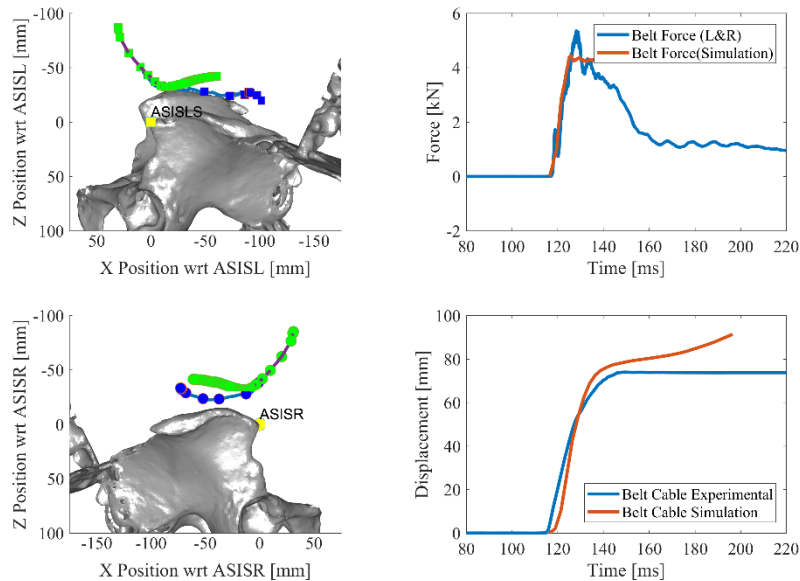 -100
-50
0
50
100
Z Position wrt ASISL [mm]
ASISLS
50 0 -50 -100 -150
X Position wrt ASISL [mm]
6
4
2
0
-2
Force [kN]
Belt Force (L&R)
Belt Force(Simulation)
80 100 120 140 160 180 200 220
Time [ms]
-100
-50
0
50
100
Z Position wrt ASISR [mm]
ASISR
-150 -100 -50 0 50
X Position wrt ASISR [mm]
100
80
60
40
20
0
Displacement [mm]
Belt Cable Experimental
Belt Cable Simulation
80 100 120 140 160 180 200 220
Time [ms]